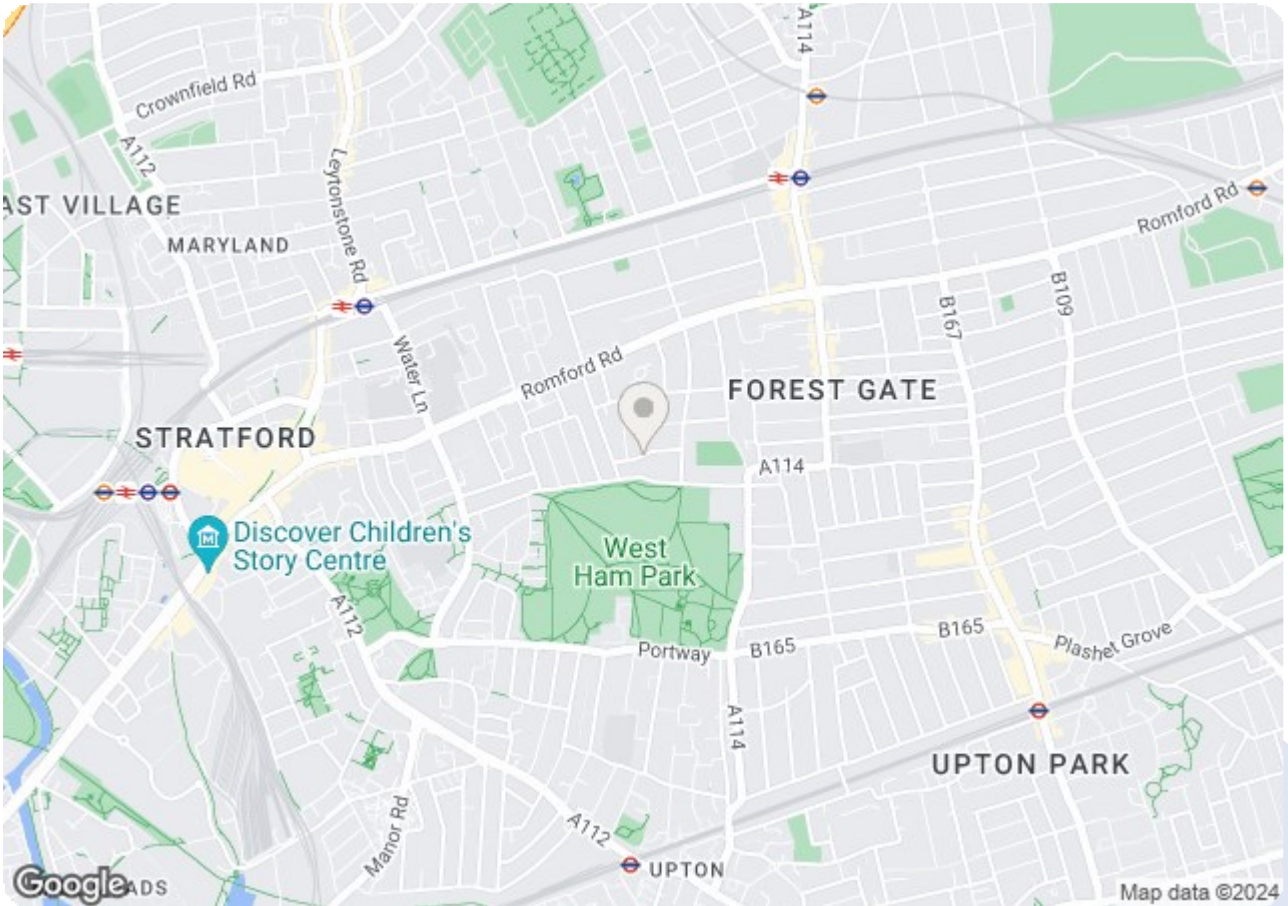 A114
Crownfield Rd
A112
Leytonstone Rd
AST VILLAGE
MARYLAND
Romford Rd
B109
B167
Water Ln
Romford Rd
FOREST GATE
STRATFORD
A114
Discover Children's
Story Centre
West
Ham Park
A112
Portway
B165
B165
Plashet Grove
A114
UPTON PARK
Manor Rd
A112
UPTON
Google
ADS
Map data ©2024